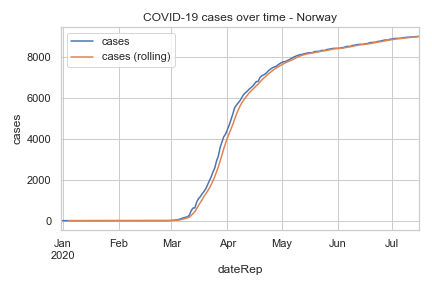 COVID-19 cases over time - Norway
cases
cases (rolling)
8000
6000
4000
2000
0
cases
Jan Feb Mar Apr May Jun Jul
2020
dateRep